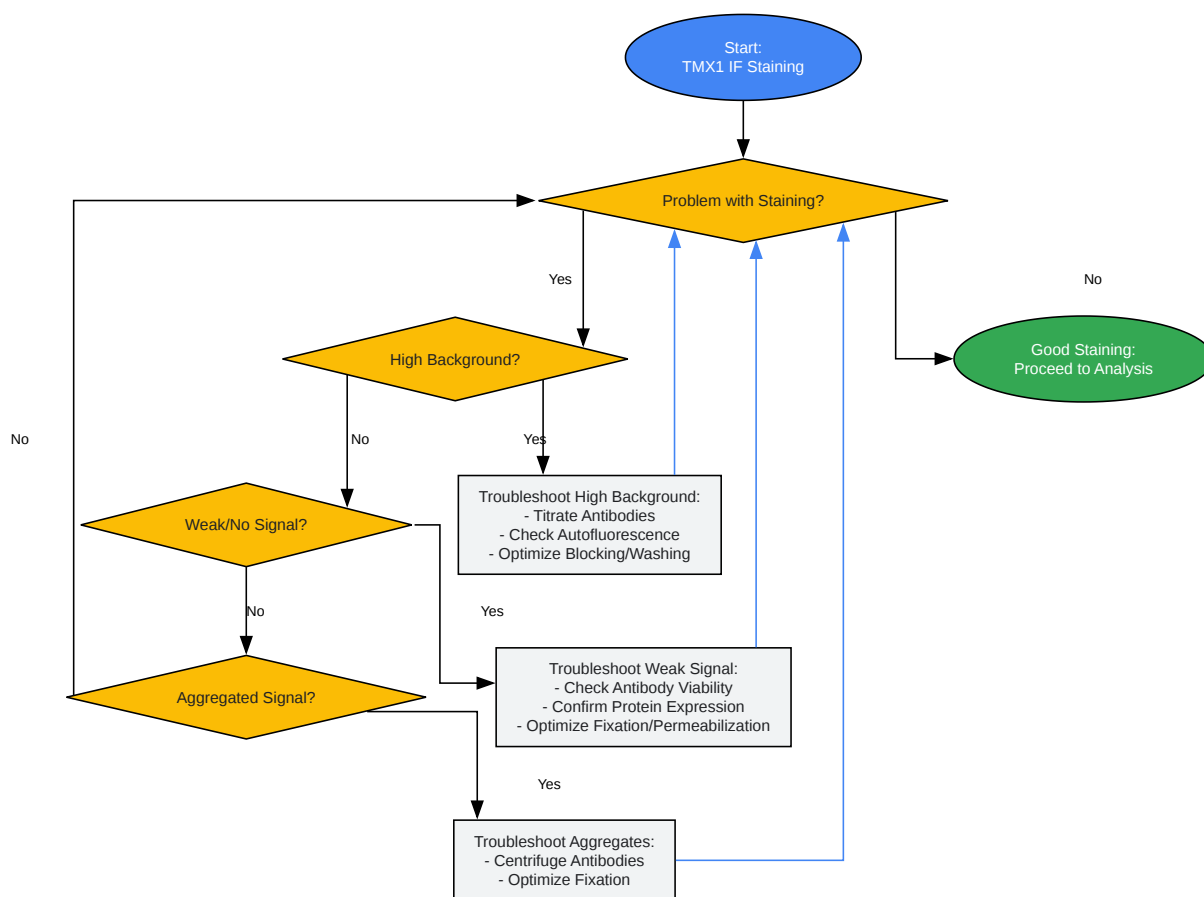 Start:
TMX1 IF Staining
Problem with Staining?
Yes
No
High Background?
Good Staining:
Proceed to Analysis
No
No
Yes
Troubleshoot High Background:
- Titrate Antibodies
- Check Autofluorescence
- Optimize Blocking/Washing
Weak/No Signal?
No
Yes
Troubleshoot Weak Signal:
- Check Antibody Viability
- Confirm Protein Expression
- Optimize Fixation/Permeabilization
Aggregated Signal?
Yes
Troubleshoot Aggregates:
- Centrifuge Antibodies
- Optimize Fixation